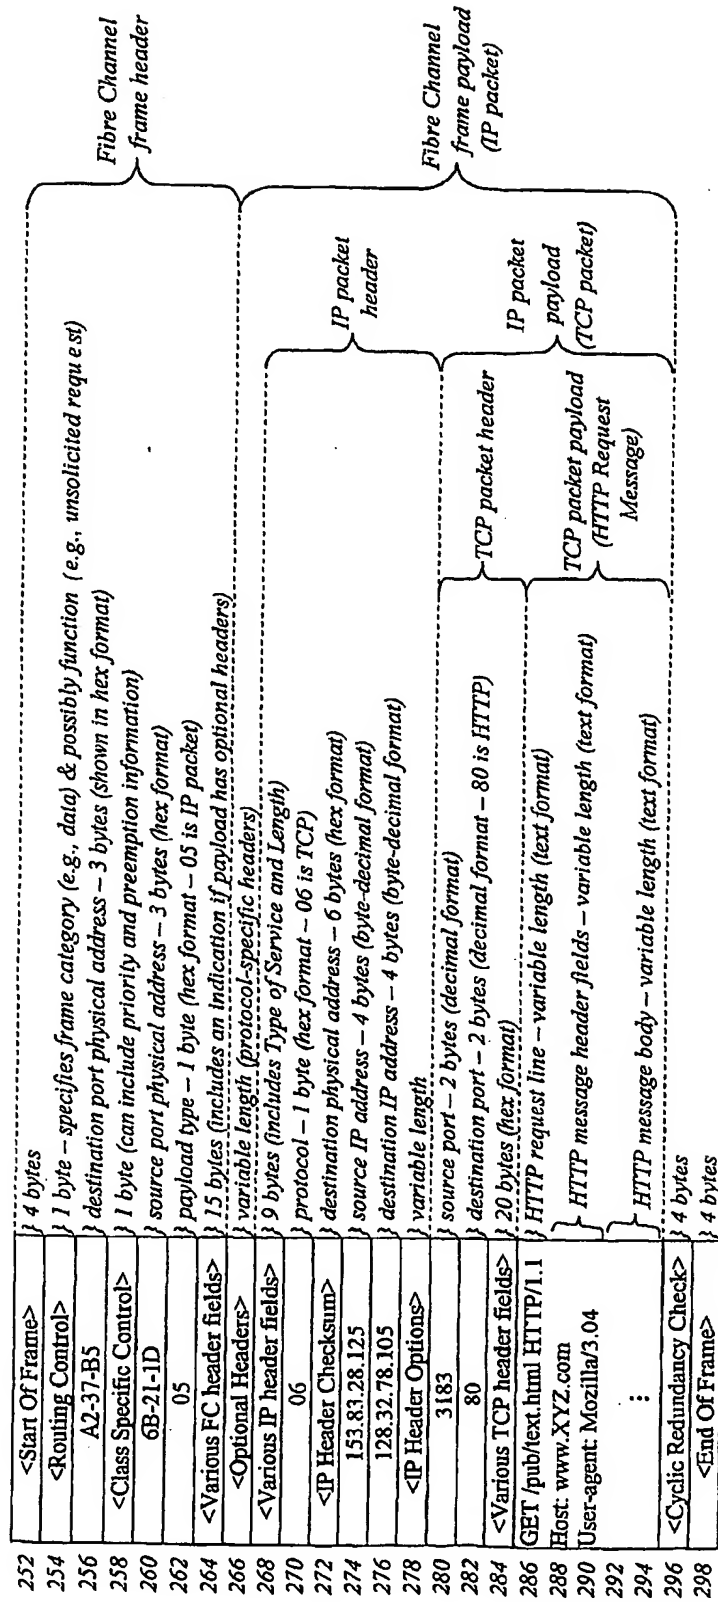 252 <Start Of Frame> } 4 bytes
254 <Routing Control> } 1 byte – specifies frame category (e.g., data) & possibly function (e.g., unsolicited request)
256 A2-37-B5 } destination port physical address – 3 bytes (shown in hex format)
258 <Class Specific Control> } 1 byte (can include priority and preemption information)
260 6B-21-1D } source port physical address – 3 bytes (hex format)
262 05 } payload type – 1 byte (hex format – 05 is IP packet)
264 <Various FC header fields> } 15 bytes (includes an indication if payload has optional headers)
266 <Optional Headers> } variable length (protocol-specific headers)
268 <Various IP header fields> } 9 bytes (includes Type of Service and Length)
270 06 } protocol – 1 byte (hex format – 06 is TCP)
272 <IP Header Checksum> } destination physical address – 6 bytes (hex format)
274 153.83.28.125 } source IP address – 4 bytes (byte-decimal format)
276 128.32.78.105 } destination IP address – 4 bytes (byte-decimal format)
278 <IP Header Options> } variable length
280 3183 } source port – 2 bytes (decimal format)
282 80 } destination port – 2 bytes (decimal format – 80 is HTTP)
284 <Various TCP header fields> } 20 bytes (hex format)
286 GET /pub/text.html HTTP/1.1 } HTTP request line – variable length (text format)
288 Host: www.XYZ.com
290 User-agent: Mozilla/3.04
HTTP message header fields – variable length (text format)
292
294 :
HTTP message body – variable length (text format)
296 <Cyclic Redundancy Check> } 4 bytes
298 <End Of Frame> } 4 bytes
TCP packet header
TCP packet payload
(HTTP Request
Message)
IP packet
header
IP packet
payload
(TCP packet)
Fibre Channel
frame header
Fibre Channel
frame payload
(IP packet)